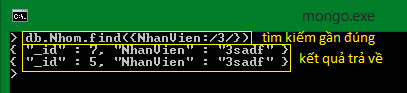 C:\.
mongo.exe
> db.Nhom.find({NhanVien:/3/}) tìm kiếm gần đúng
{ "_id" : 7, "NhanVien" : "3sadf" }
{ "_id" : 5, "NhanVien" : "3sadf" } kết quả trả về
>